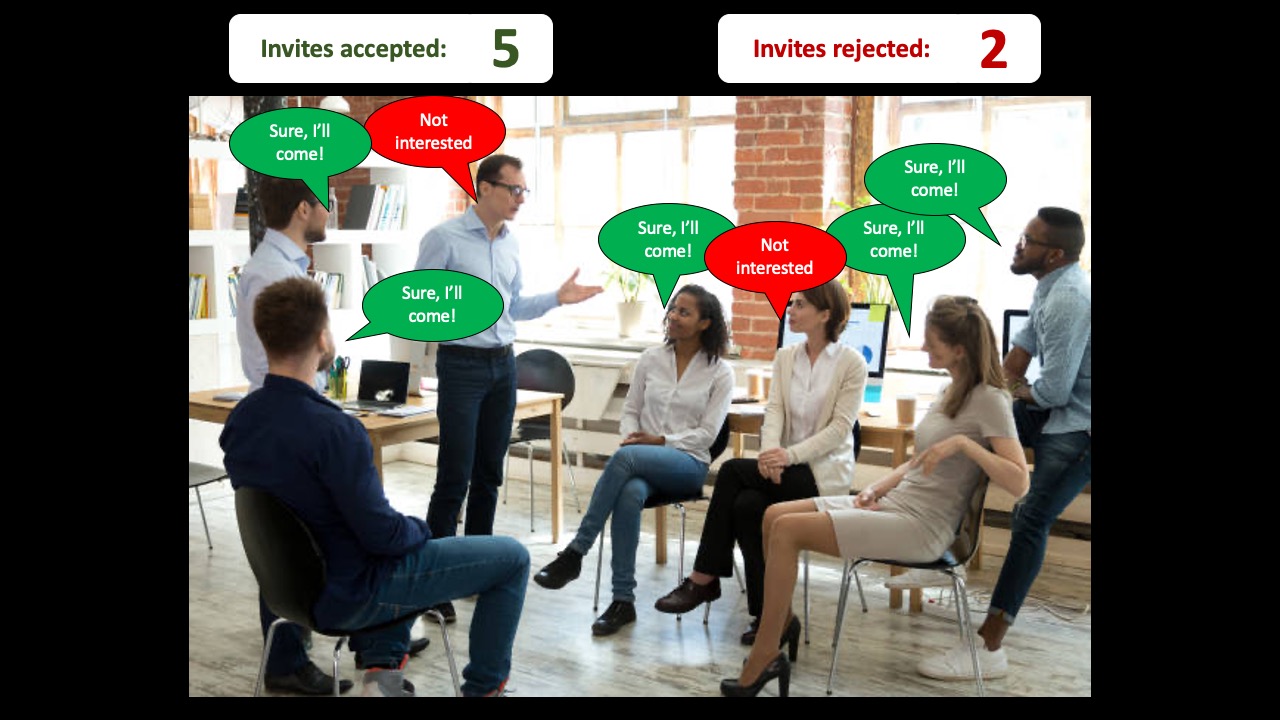 Invites accepted: 5
Invites rejected: 2
Sure, I'll
come!
Not
interested
Sure, I'll
come!
Sure, I'll
come!
Not
interested
Sure, I'll
come!
Sure, I'll
come!